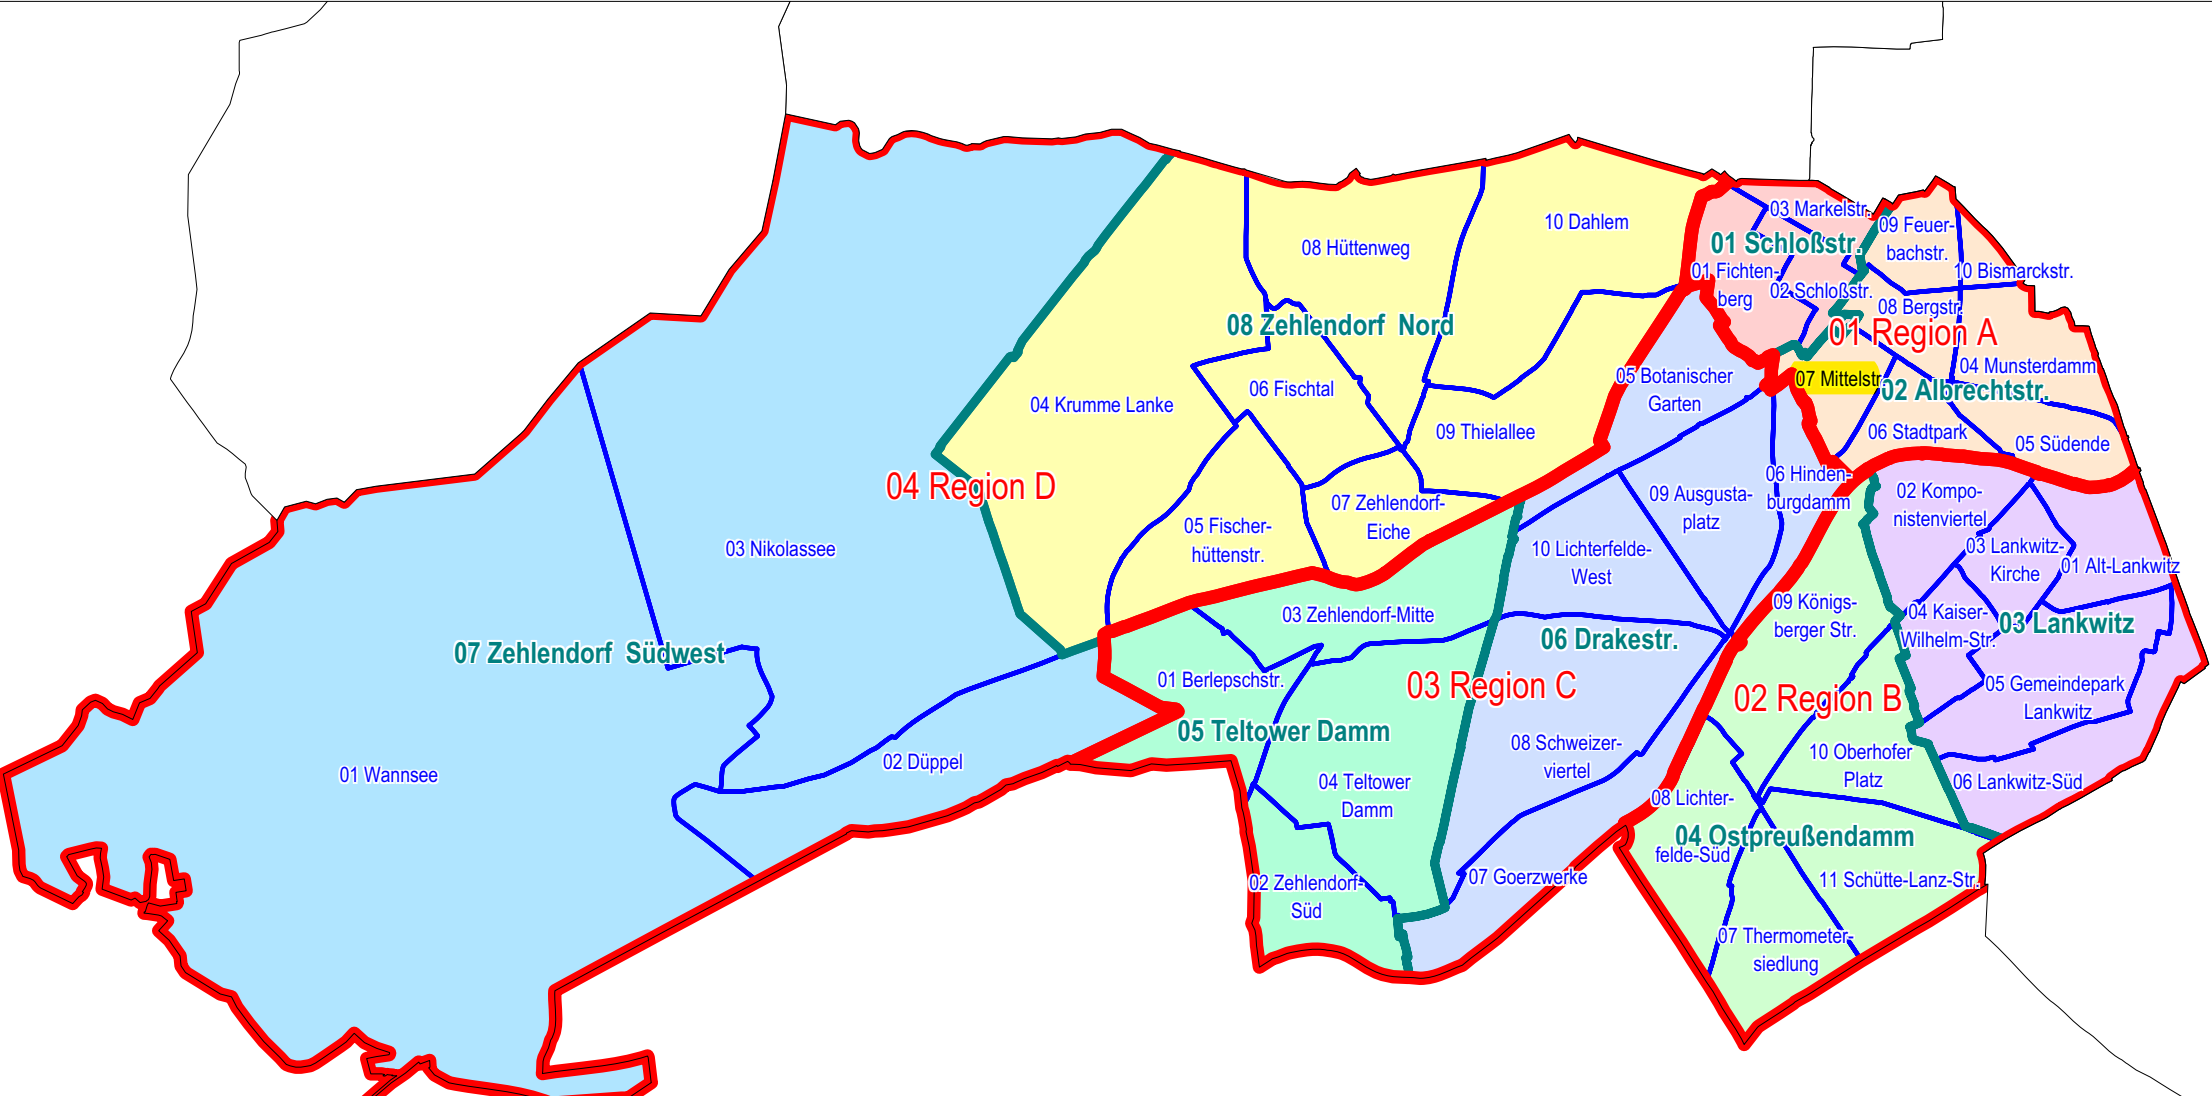 03 Markelstr.
10 Dahlem
09 Feuer-
bachstr.
08 Hüttenweg
01 Schloßstr.
01 Fichten-
berg
02 Schloßstr.
10 Bismarckstr.
08 Bergstr.
08 Zehlendorf Nord
01 Region A
04 Munsterdamm
05 Botanischer
Garten
07 Mittelstr.
02 Albrechtstr.
06 Fischtal
04 Krumme Lanke
09 Thielallee
06 Stadtpark
05 Südende
04 Region D
06 Hinden-
burgdamm
09 Ausgusta-
platz
02 Kompo-
nistenviertel
07 Zehlendorf-
Eiche
05 Fischer-
hüttenstr.
03 Nikolassee
10 Lichterfelde-
West
03 Lankwitz-
Kirche
01 Alt-Lankwitz
03 Zehlendorf-Mitte
09 Königs-
berger Str.
04 Kaiser-
Wilhelm-Str.
03 Lankwitz
07 Zehlendorf Südwest
06 Drakestr.
01 Berlepschstr.
03 Region C
02 Region B
05 Gemeindepark
Lankwitz
05 Teltower Damm
08 Schweizer-
viertel
10 Oberhofer
Platz
01 Wannsee
02 Düppel
04 Teltower
Damm
08 Lichter-
felde-Süd
06 Lankwitz-Süd
04 Ostpreußendamm
02 Zehlendorf-
Süd
07 Goerzwerke
11 Schütte-Lanz-Str.
07 Thermometer-
siedlung